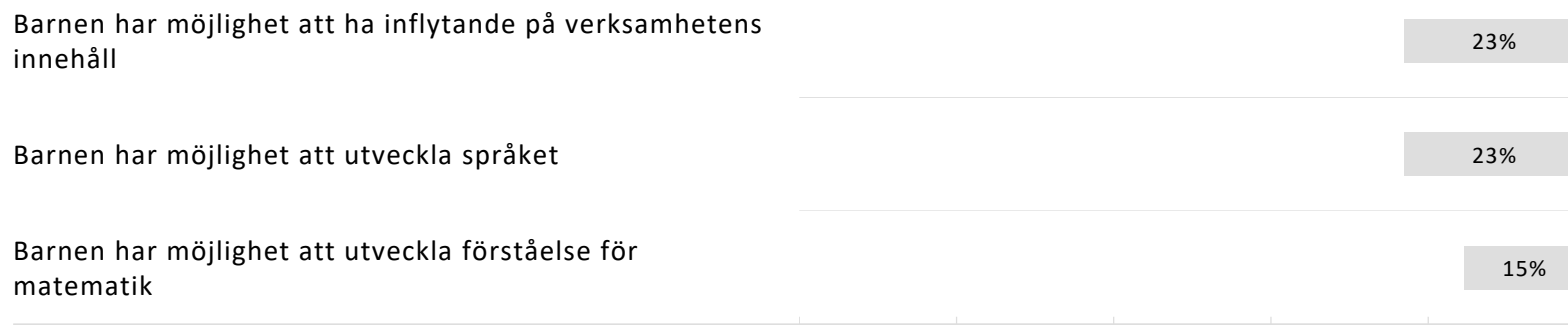 Barnen har möjlighet att ha inflytande på verksamhetens
innehåll
23%
Barnen har möjlighet att utveckla språket
23%
Barnen har möjlighet att utveckla förståelse för
matematik
15%